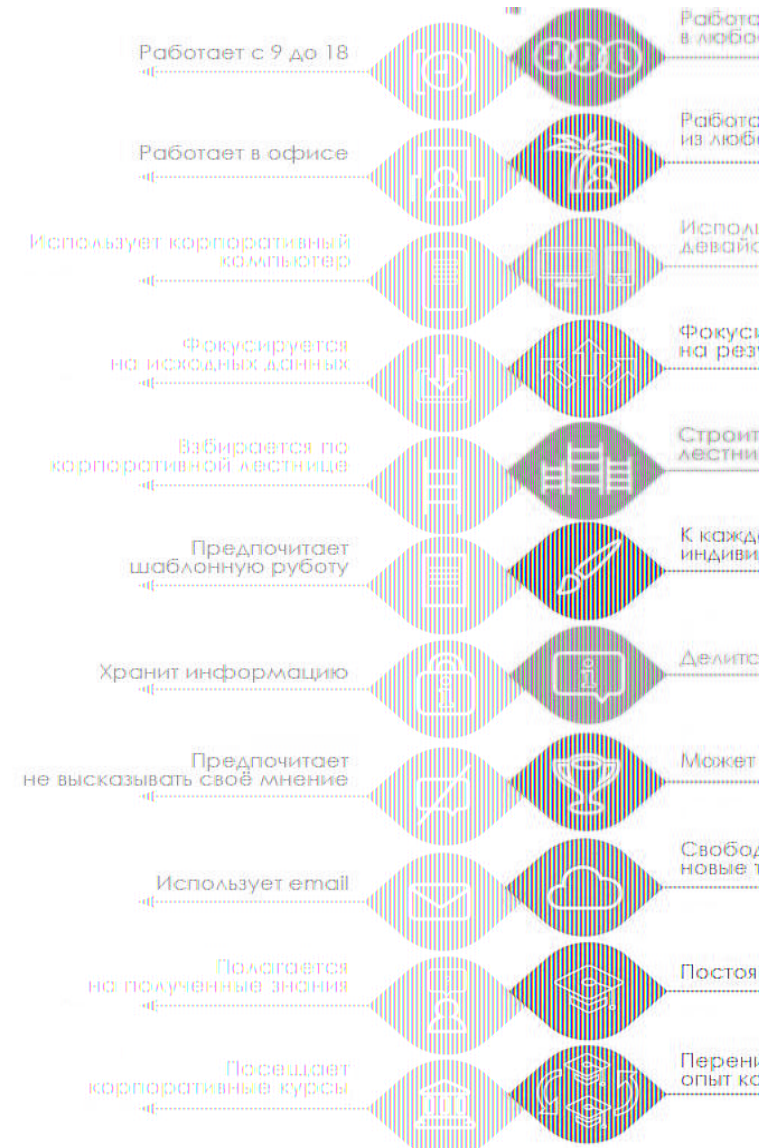 Работает с 9 до 18
Работает в офисе
Использует корпоративный
компьютер
Фокусируется
на исходных данных
Взбирается по
корпоративной лестнице
Предпочитает
шаблонную руботу
Хранит информацию
Предпочитает
не высказывать своё мнение
Использует email
Полагается
на полученные знания
Посещает
корпоративные курсы
Работа
в любо
Работа
из любо
Исполь
девайс
Фокуси
на резу
Строит
лестни
К каждо
индиви
Делитс
Может
Свобод
новые т
Постоя
Перени
опыт ко